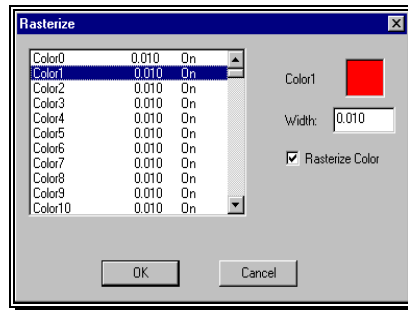 Rasterize
Color0 0.010 On
Color1 0.010 On
Color2 0.010 On
Color3 0.010 On
Color4 0.010 On
Color5 0.010 On
Color6 0.010 On
Color7 0.010 On
Color8 0.010 On
Color9 0.010 On
Color10 0.010 On
Color1
Width: 0.010
Rasterize Color
OK Cancel